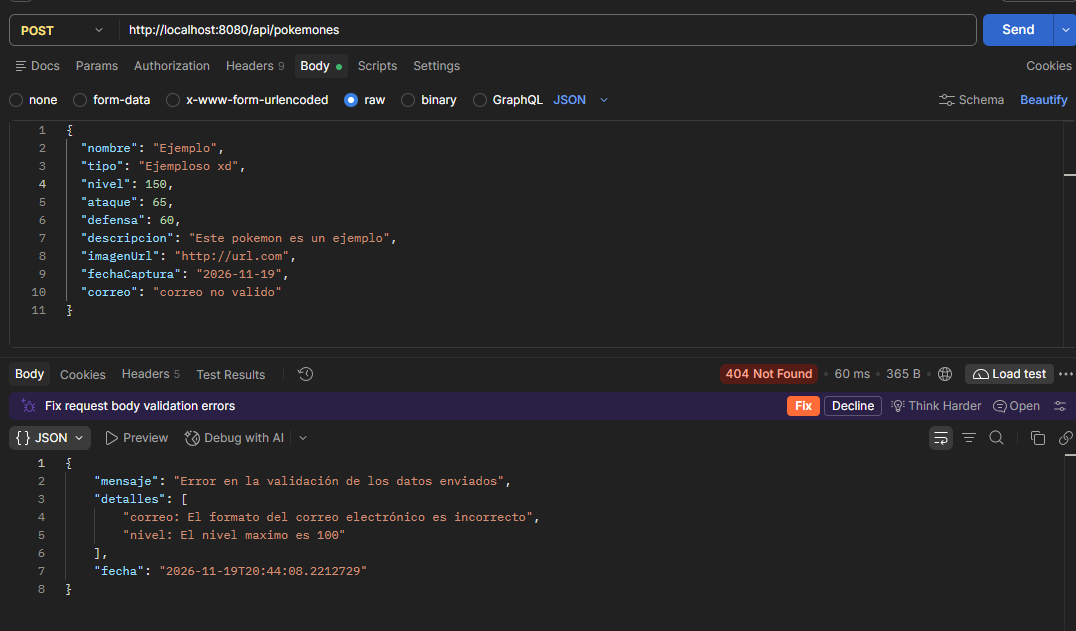 POST http://localhost:8080/api/pokemones Send
Docs Params Authorization Headers 9 Body Scripts Settings Cookies
none form-data x-www-form-urlencoded raw binary GraphQL JSON Schema Beautify
1 {
2 "nombre": "Ejemplo",
3 "tipo": "Ejemploso xd",
4 "nivel": 150,
5 "ataque": 65,
6 "defensa": 60,
7 "descripcion": "Este pokemon es un ejemplo",
8 "imagenUrl": "http://url.com",
9 "fechaCaptura": "2026-11-19",
10 "correo": "correo no valido"
11 }
Body Cookies Headers 5 Test Results 404 Not Found 60 ms 365 B Load test
Fix request body validation errors Fix Decline Think Harder Open
{} JSON Preview Debug with AI
1 {
2 "mensaje": "Error en la validación de los datos enviados",
3 "detalles": [
4 "correo: El formato del correo electrónico es incorrecto",
5 "nivel: El nivel maximo es 100"
6 ],
7 "fecha": "2026-11-19T20:44:08.2212729"
8 }